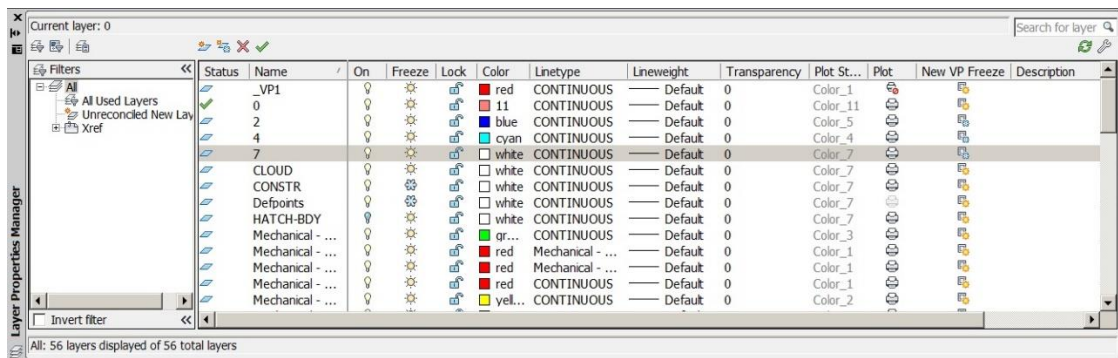 Current layer: 0
Search for layer
Filters
All
All Used Layers
Unreconciled New Lay
Xref
Status Name On Freeze Lock Color Linetype Lineweight Transparency Plot St... Plot New VP Freeze Description
_VP1 red CONTINUOUS Default 0 Color_1
0 11 CONTINUOUS Default 0 Color_11
2 blue CONTINUOUS Default 0 Color_5
4 cyan CONTINUOUS Default 0 Color_4
7 white CONTINUOUS Default 0 Color_7
CLOUD white CONTINUOUS Default 0 Color_7
CONSTR white CONTINUOUS Default 0 Color_7
Defpoints white CONTINUOUS Default 0 Color_7
HATCH-BDY white CONTINUOUS Default 0 Color_7
Mechanical - ... gr... CONTINUOUS Default 0 Color_3
Mechanical - ... red Mechanical - ... Default 0 Color_1
Mechanical - ... red Mechanical - ... Default 0 Color_1
Mechanical - ... red CONTINUOUS Default 0 Color_1
Mechanical - ... yell... CONTINUOUS Default 0 Color_2
Invert filter
All: 56 layers displayed of 56 total layers
Layer Properties Manager